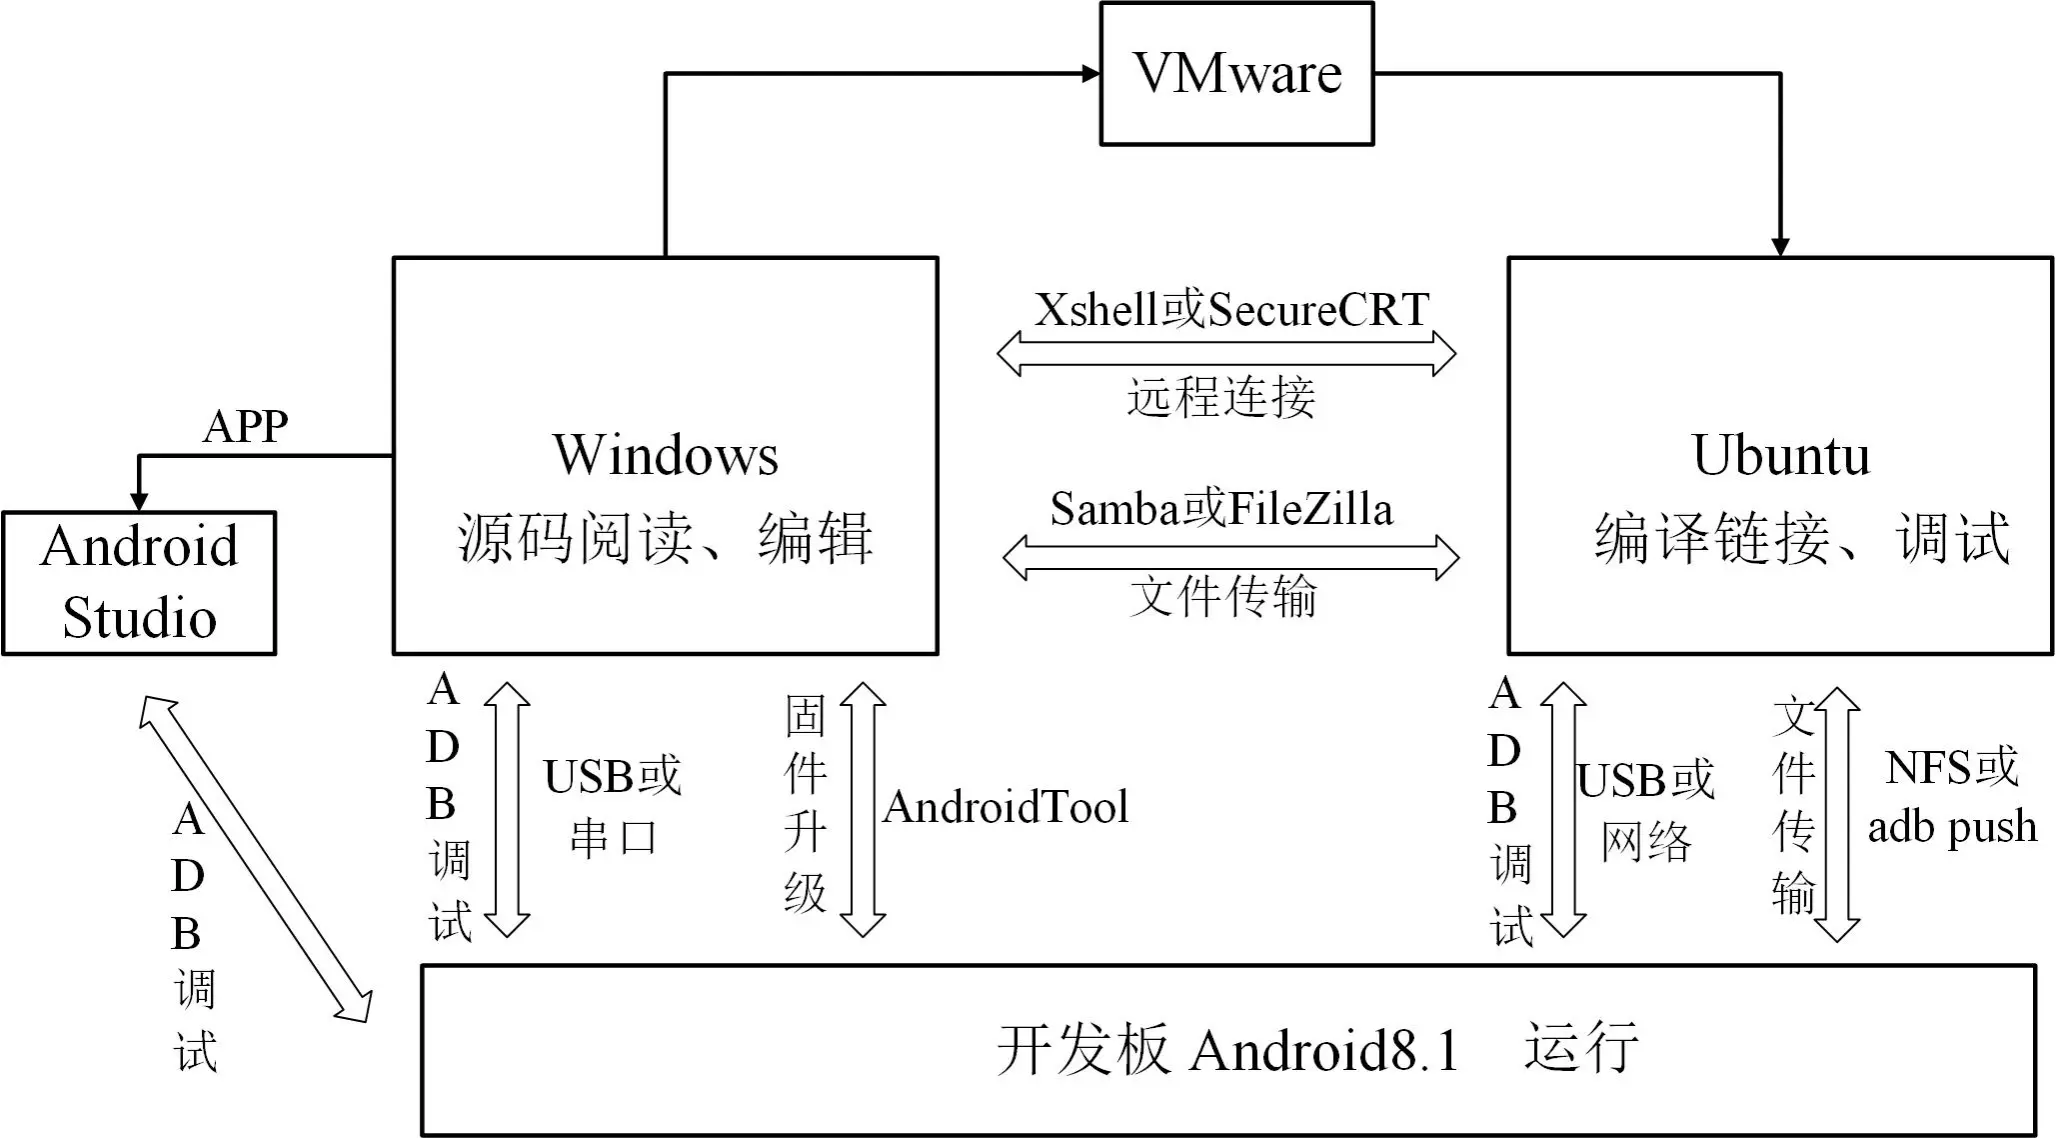 VMware
Xshell或SecureCRT
远程连接
APP
Windows
源码阅读、编辑
Ubuntu
编译链接、调试
Samba或FileZilla
文件传输
Android
Studio
ADB调试
ADB调试
USB或
串口
固件升级
AndroidTool
ADB调试
USB或
网络
文件传输
NFS或
adb push
开发板 Android8.1 运行